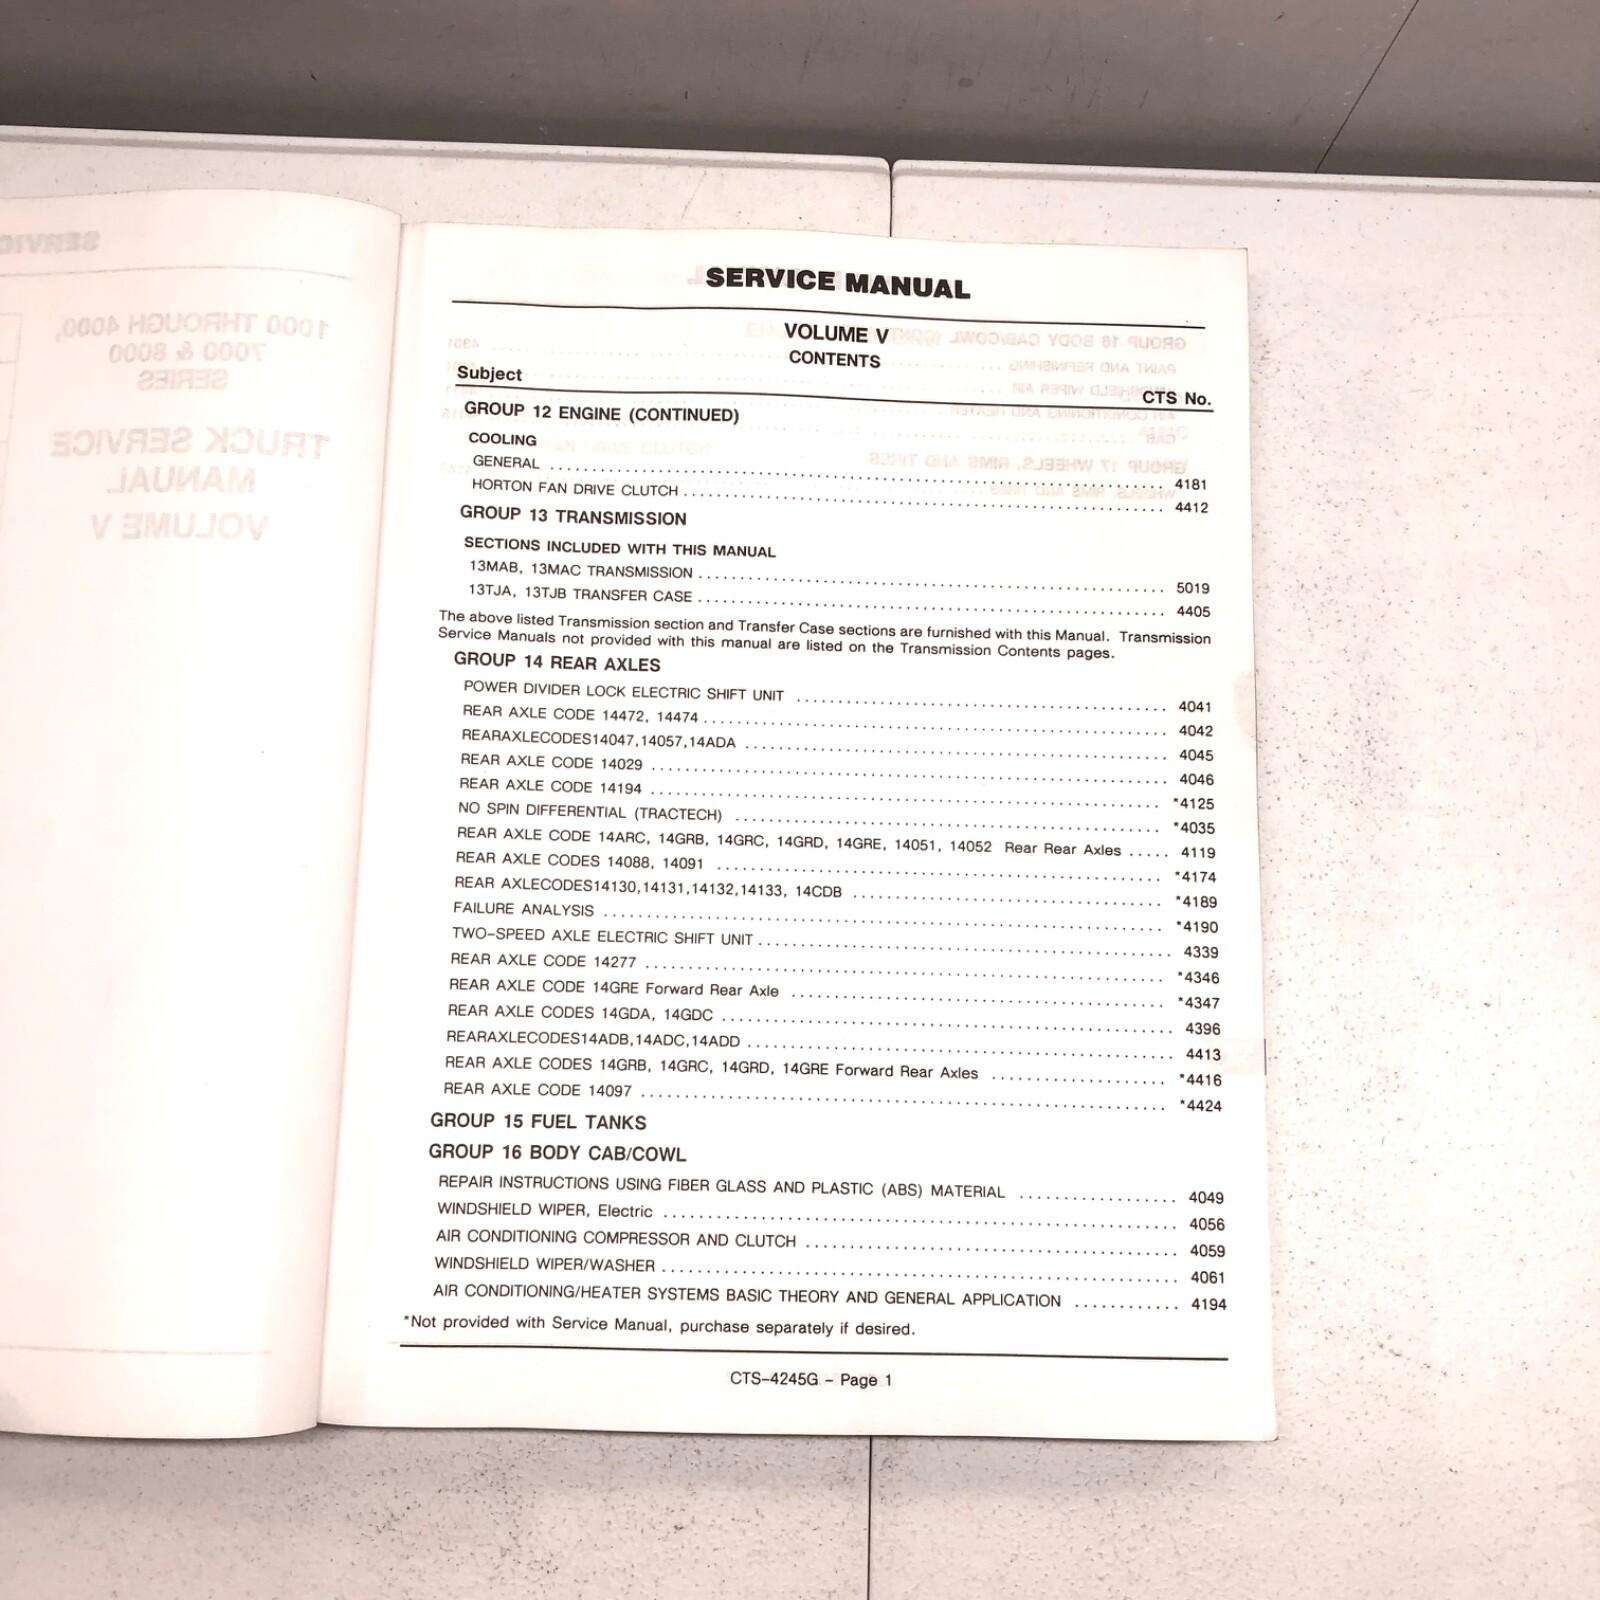 SERVICE MANUAL
VOLUME V
CONTENTS
Subject CTS No.
GROUP 12 ENGINE (CONTINUED)
COOLING
GENERAL 4181
HORTON FAN DRIVE CLUTCH 4412
GROUP 13 TRANSMISSION
SECTIONS INCLUDED WITH THIS MANUAL
13MAB, 13MAC TRANSMISSION 5019
13TJA, 13TJB TRANSFER CASE 4405
The above listed Transmission section and Transfer Case sections are furnished with this Manual. Transmission
Service Manuals not provided with this manual are listed on the Transmission Contents pages.
GROUP 14 REAR AXLES
POWER DIVIDER LOCK ELECTRIC SHIFT UNIT 4041
REAR AXLE CODE 14472, 14474 4042
REARAXLECODES14047,14057,14ADA 4045
REAR AXLE CODE 14029 4046
REAR AXLE CODE 14194 *4125
NO SPIN DIFFERENTIAL (TRACTECH) *4035
REAR AXLE CODE 14ARC, 14GRB, 14GRC, 14GRD, 14GRE, 14051, 14052 Rear Rear Axles 4119
REAR AXLE CODES 14088, 14091 *4174
REAR AXLECODES14130,14131,14132,14133, 14CDB *4189
FAILURE ANALYSIS *4190
TWO-SPEED AXLE ELECTRIC SHIFT UNIT 4339
REAR AXLE CODE 14277 *4346
REAR AXLE CODE 14GRE Forward Rear Axle *4347
REAR AXLE CODES 14GDA, 14GDC 4396
REARAXLECODES14ADB,14ADC,14ADD 4413
REAR AXLE CODES 14GRB, 14GRC, 14GRD, 14GRE Forward Rear Axles *4416
REAR AXLE CODE 14097 *4424
GROUP 15 FUEL TANKS
GROUP 16 BODY CAB/COWL
REPAIR INSTRUCTIONS USING FIBER GLASS AND PLASTIC (ABS) MATERIAL 4049
WINDSHIELD WIPER, Electric 4056
AIR CONDITIONING COMPRESSOR AND CLUTCH 4059
WINDSHIELD WIPER/WASHER 4061
AIR CONDITIONING/HEATER SYSTEMS BASIC THEORY AND GENERAL APPLICATION 4194
*Not provided with Service Manual, purchase separately if desired.
CTS-4245G - Page 1
1000 THROUGH 4000,
7000 & 8000
SERIES
TRUCK SERVICE
MANUAL
VOLUME V